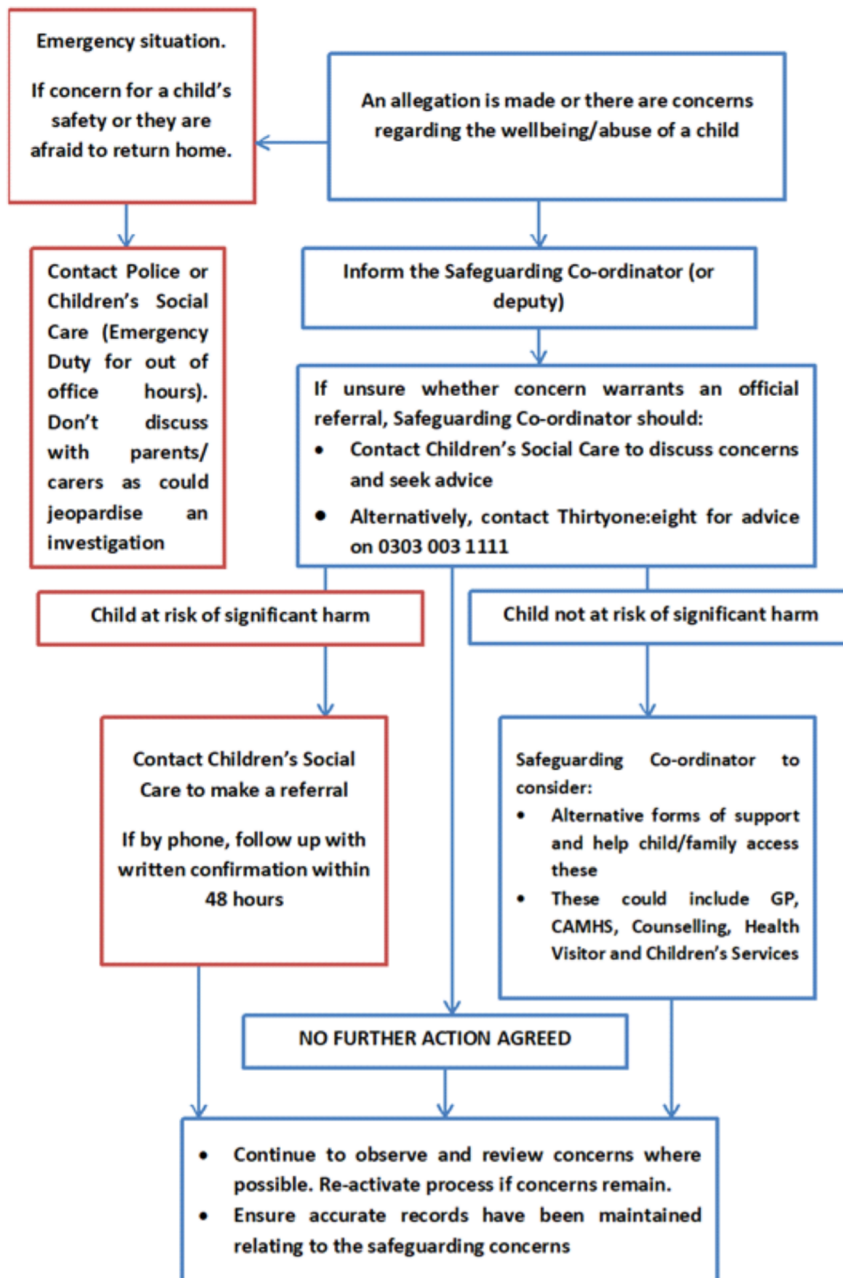 Emergency situation.
If concern for a child's
safety or they are
afraid to return home.
An allegation is made or there are concerns
regarding the wellbeing/abuse of a child
Contact Police or
Children's Social
Care (Emergency
Duty for out of
office hours).
Don't discuss
with parents/
carers as could
jeopardise an
investigation
Inform the Safeguarding Co-ordinator (or
deputy)
If unsure whether concern warrants an official
referral, Safeguarding Co-ordinator should:
• Contact Children's Social Care to discuss concerns
and seek advice
• Alternatively, contact Thirtyone:eight for advice
on 0303 003 1111
Child at risk of significant harm
Child not at risk of significant harm
Contact Children's Social
Care to make a referral
If by phone, follow up with
written confirmation within
48 hours
Safeguarding Co-ordinator to
consider:
• Alternative forms of support
and help child/family access
these
• These could include GP,
CAMHS, Counselling, Health
Visitor and Children's Services
NO FURTHER ACTION AGREED
• Continue to observe and review concerns where
possible. Re-activate process if concerns remain.
• Ensure accurate records have been maintained
relating to the safeguarding concerns